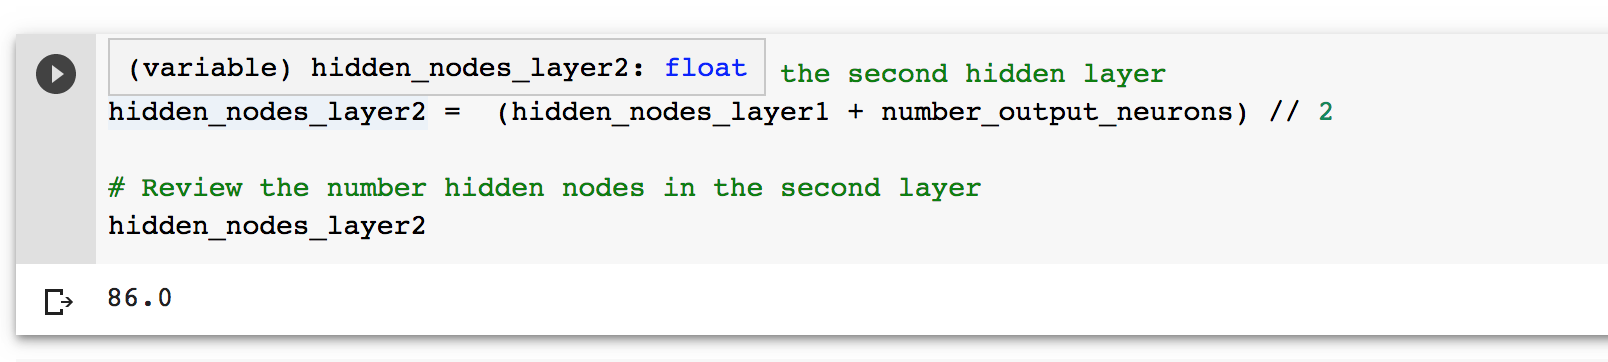 (variable) hidden_nodes_layer2: float
the second hidden layer
hidden_nodes_layer2 =  (hidden_nodes_layer1 + number_output_neurons) // 2
# Review the number hidden nodes in the second layer
hidden_nodes_layer2
86.0